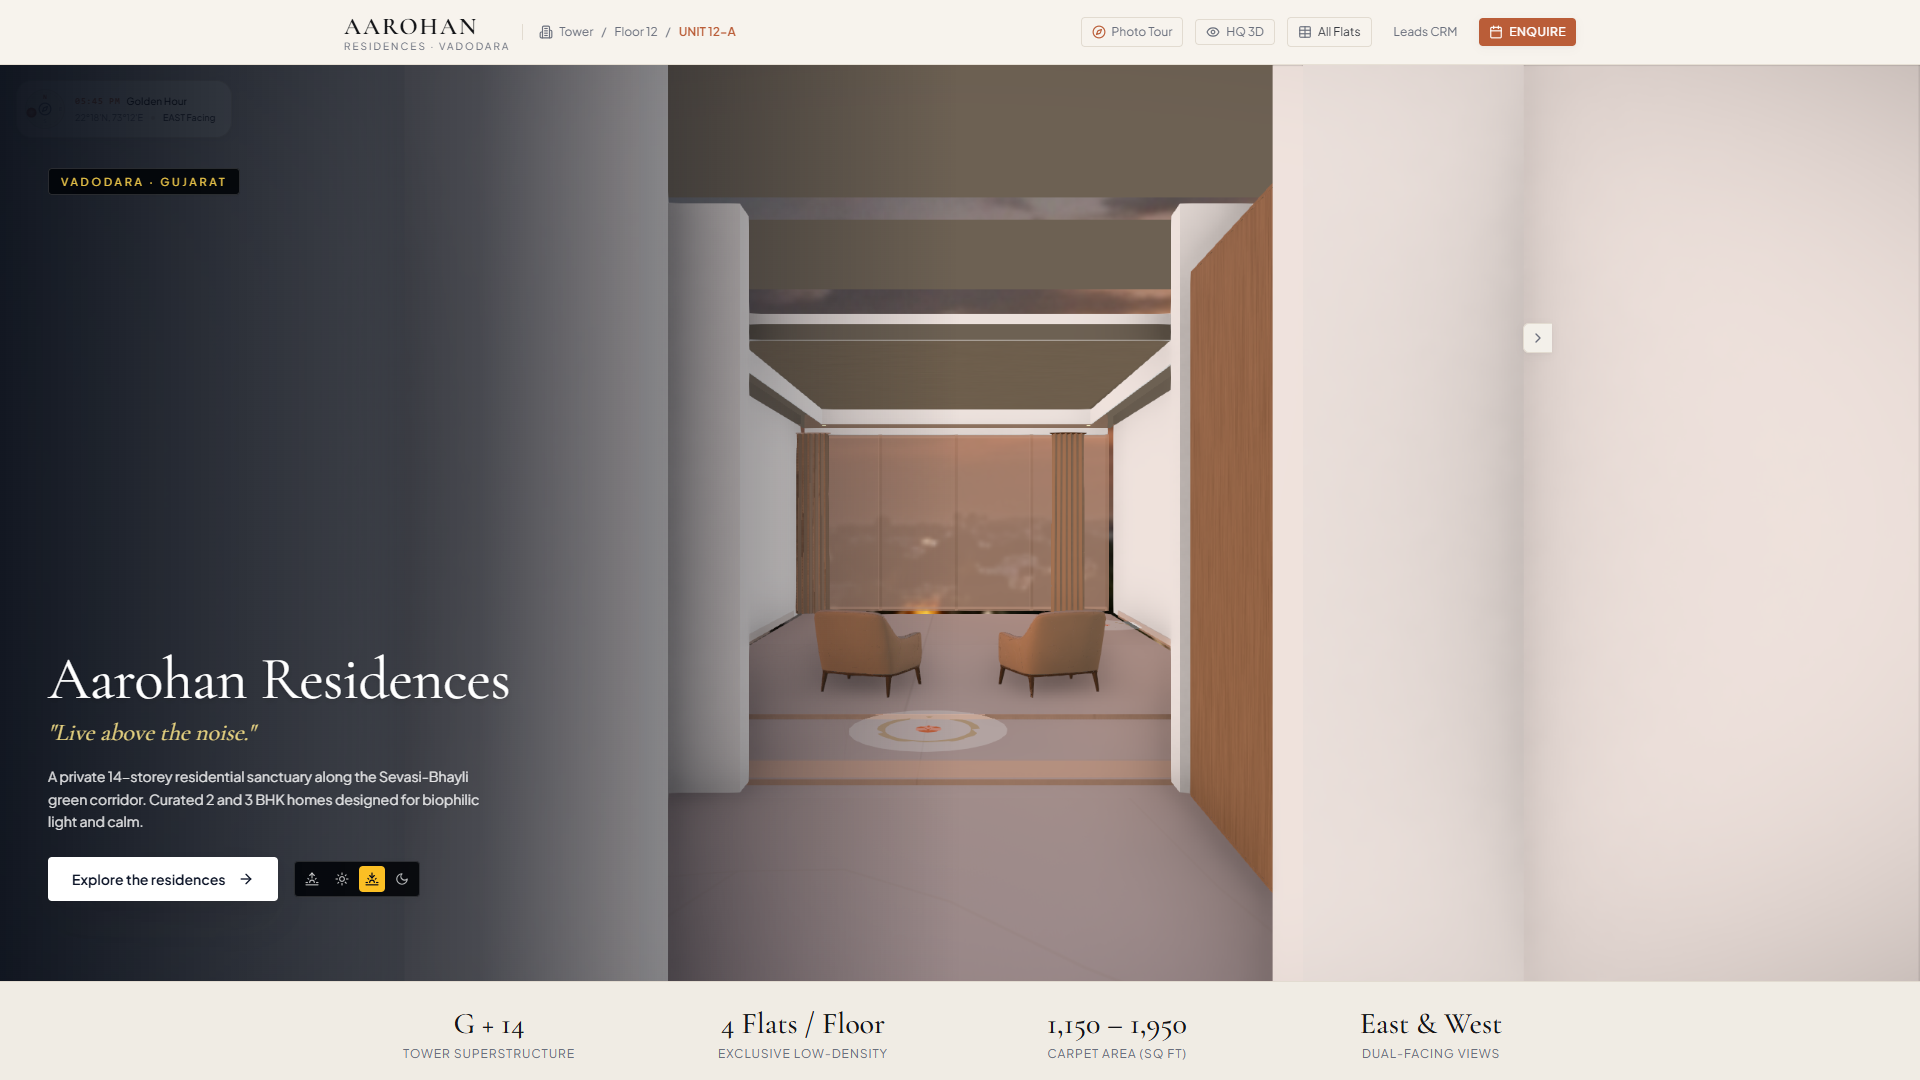 AAROHAN
RESIDENCES · VADODARA
Tower / Floor 12 / UNIT 12-A
Photo Tour
HQ 3D
All Flats
Leads CRM
ENQUIRE
05:45 PM Golden Hour
EAST Facing
VADODARA · GUJARAT
Aarohan Residences
"Live above the noise."
A private 14-storey residential sanctuary along the Sevasi-Bhayli
green corridor. Curated 2 and 3 BHK homes designed for biophilic
light and calm.
Explore the residences
G + 14
TOWER SUPERSTRUCTURE
4 Flats / Floor
EXCLUSIVE LOW-DENSITY
1,150 – 1,950
CARPET AREA (SQ FT)
East & West
DUAL-FACING VIEWS